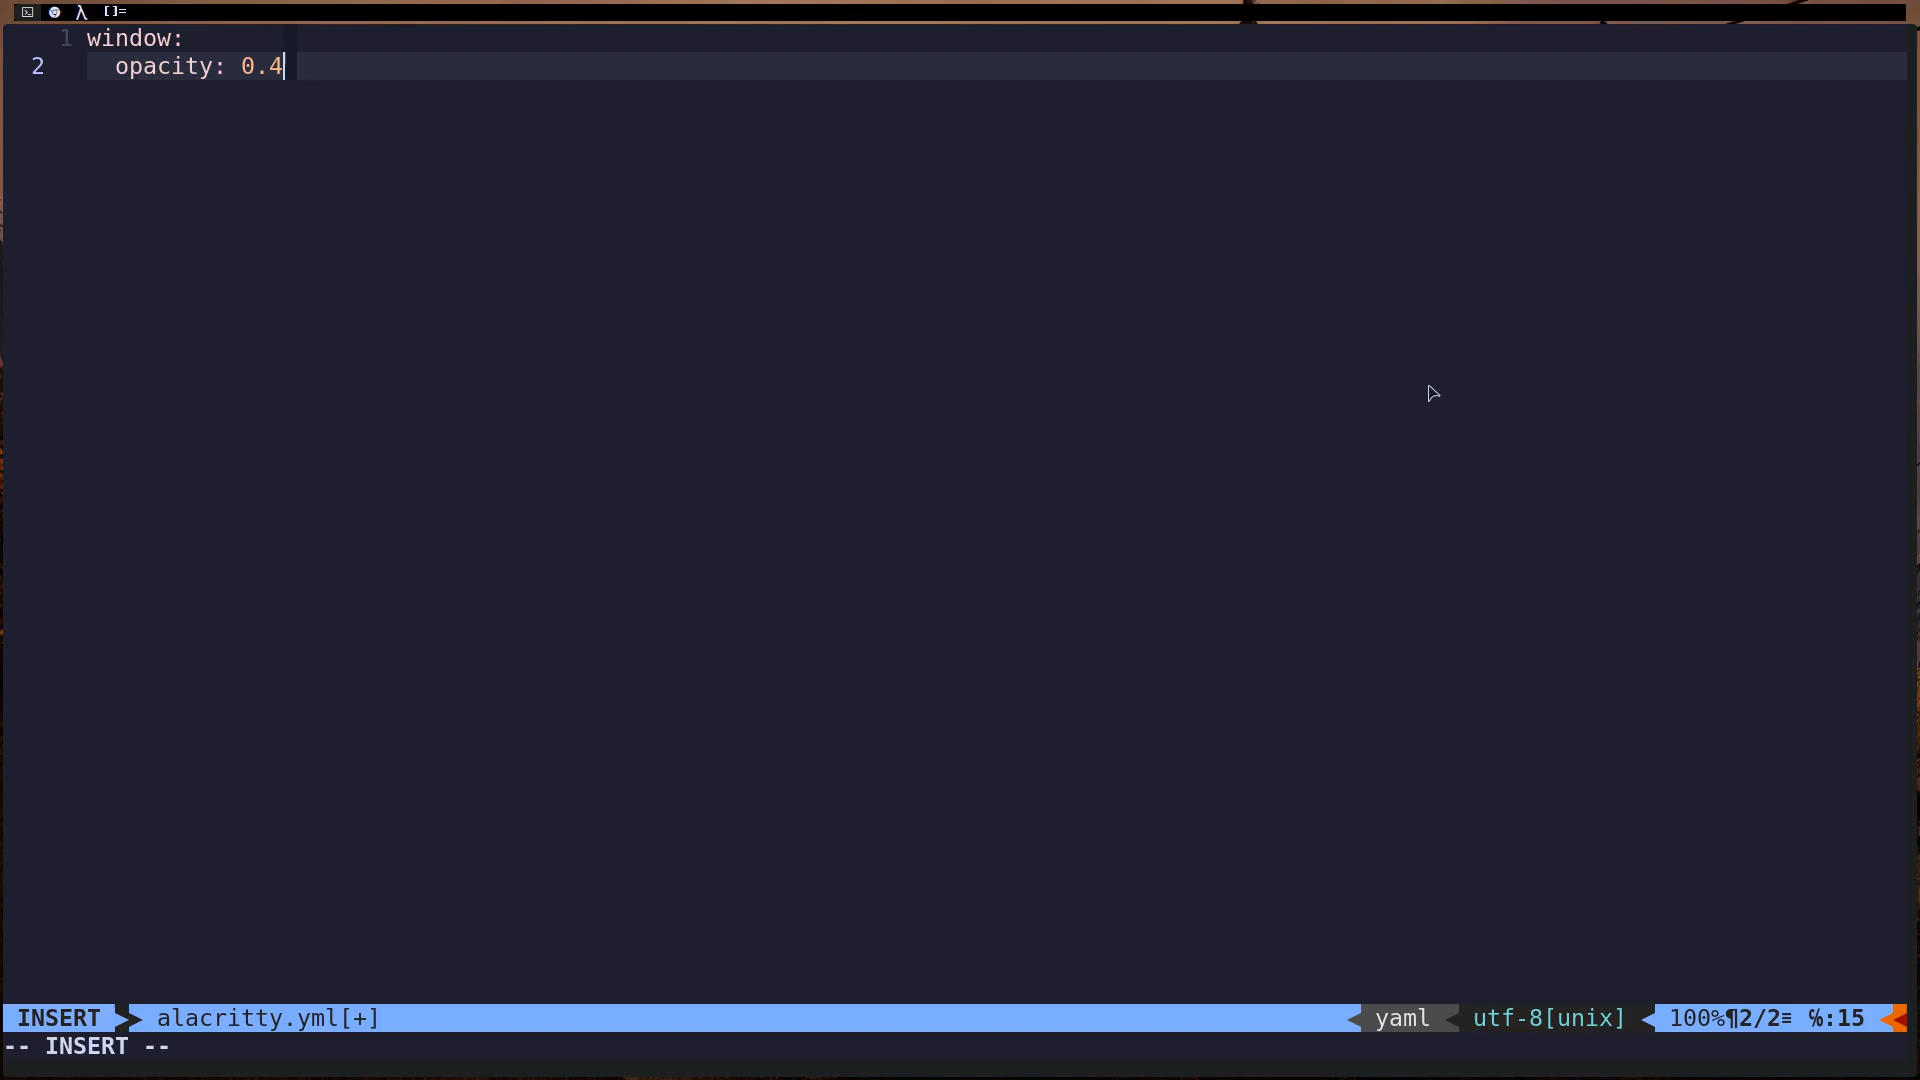 λ []=
1 window:
2 opacity: 0.4
INSERT alacritty.yml[+] yaml utf-8[unix] 100%¶2/2≡ ℅:15
-- INSERT --